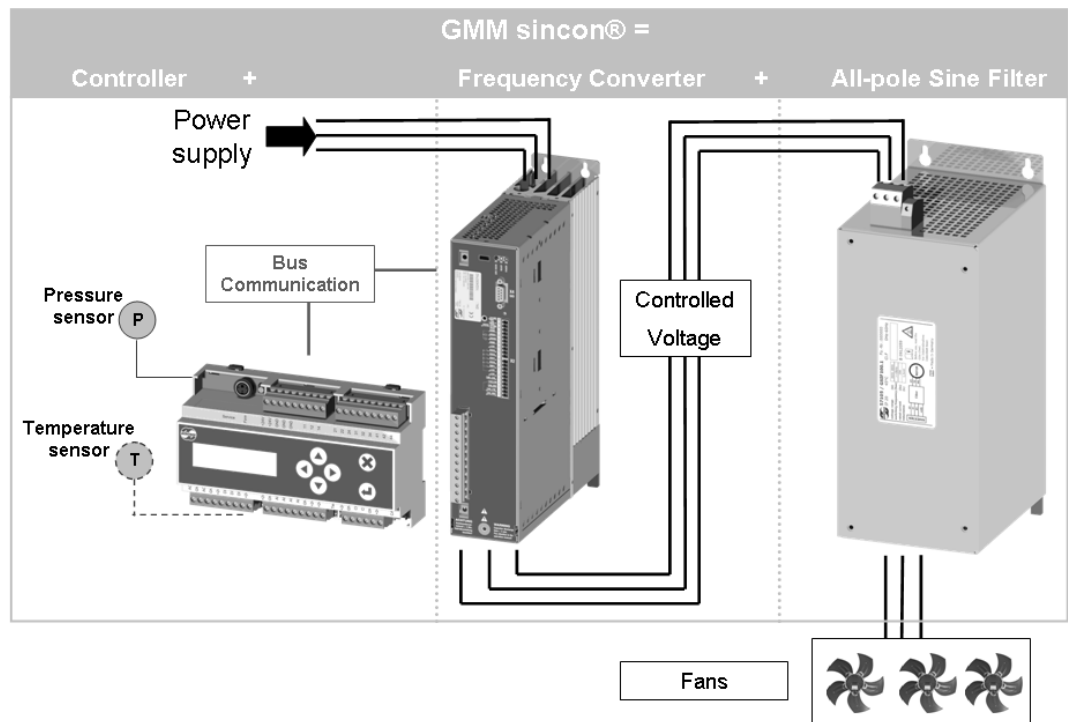 GMM sincon® =
Controller + Frequency Converter + All-pole Sine Filter
Power
supply
Bus
Communication
Pressure
sensor
P
Controlled
Voltage
Temperature
sensor
T
Fans